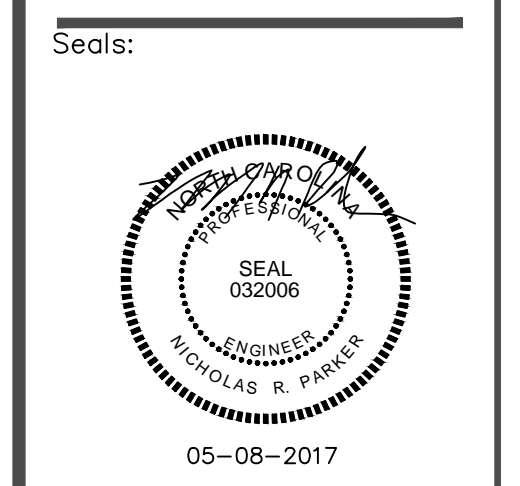 Seals:
NORTH CAROLINA
PROFESSIONAL
SEAL
032006
ENGINEER
NICHOLAS R. PARKER
05-08-2017